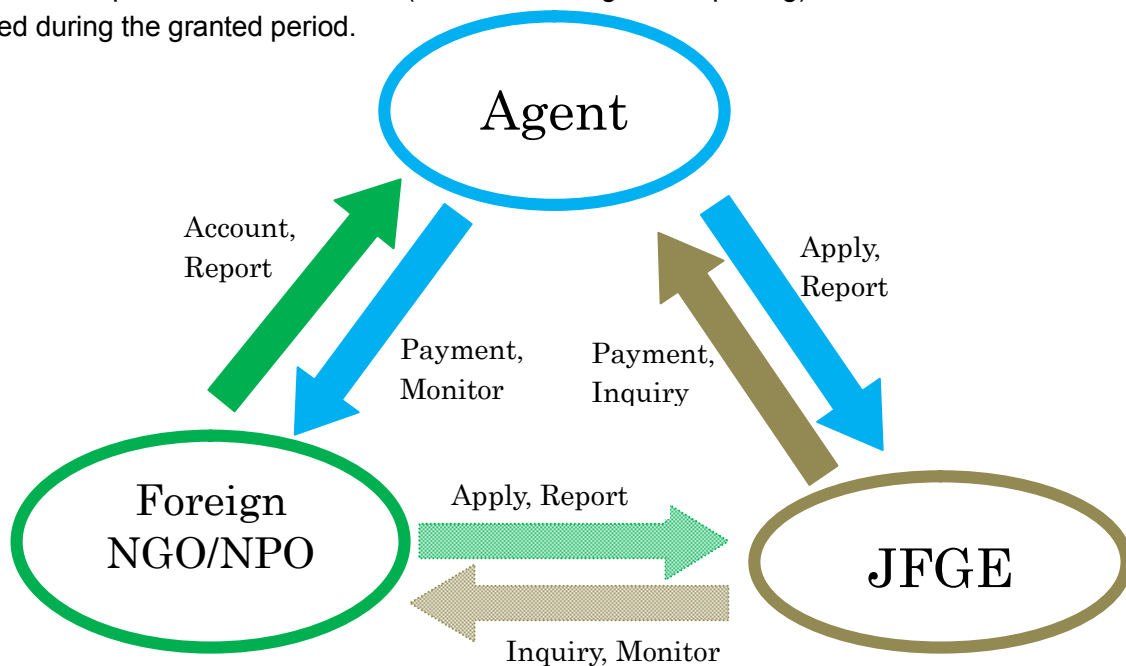 ed during the granted period.
Agent
Account,
Report
Apply,
Report
Payment,
Monitor
Payment,
Inquiry
Foreign
NGO/NPO
Apply, Report
JFGE
Inquiry, Monitor